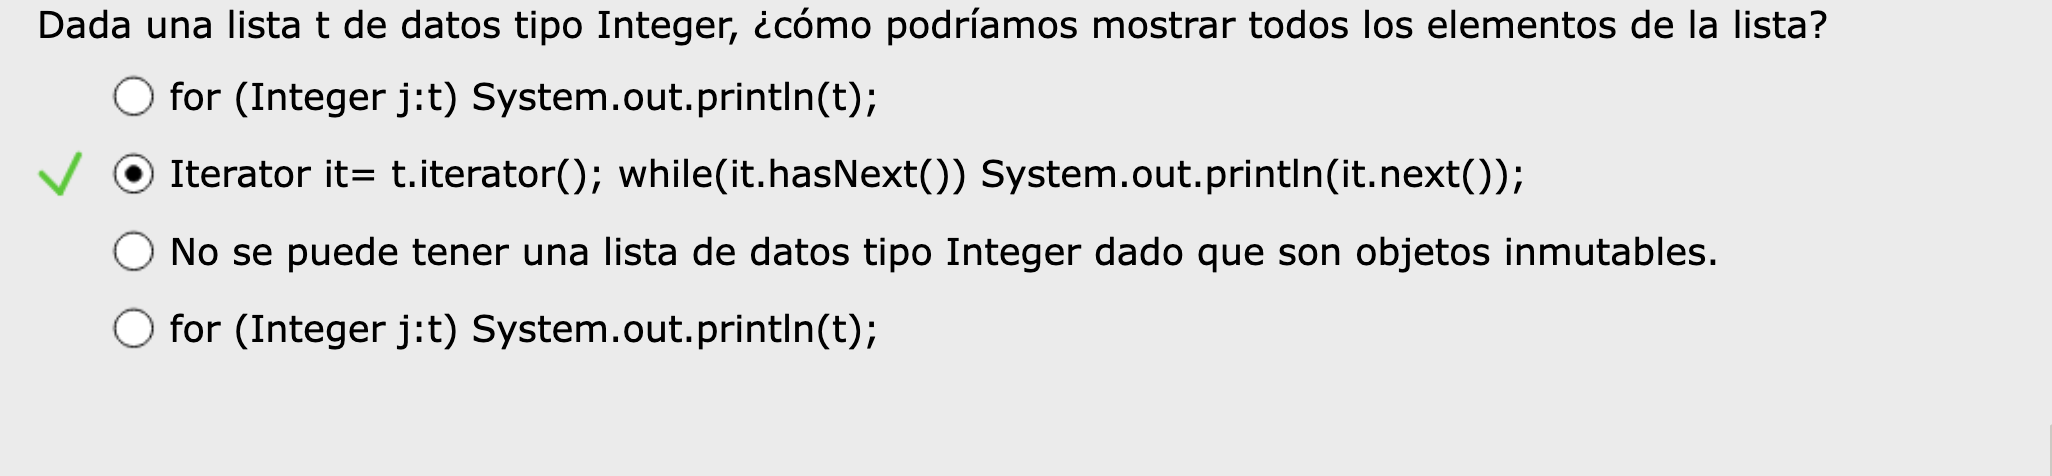 Dada una lista t de datos tipo Integer, ¿cómo podríamos mostrar todos los elementos de la lista?
for (Integer j:t) System.out.println(t);
Iterator it= t.iterator(); while(it.hasNext()) System.out.println(it.next());
No se puede tener una lista de datos tipo Integer dado que son objetos inmutables.
for (Integer j:t) System.out.println(t);